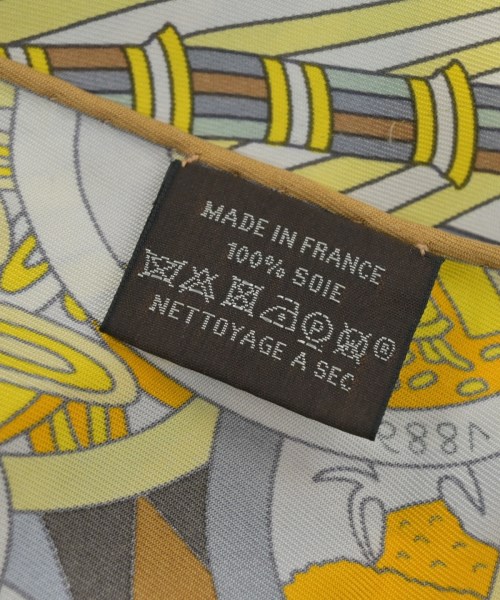 MADE IN FRANCE
100% SOIE
P ®
NETTOYAGE A SEC